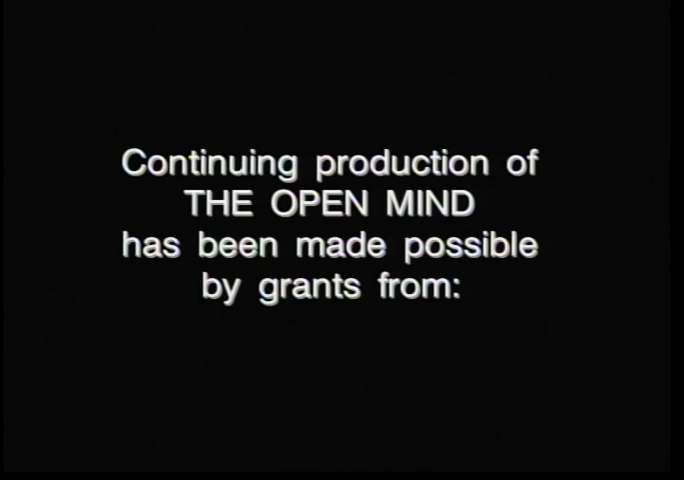 Continuing production of
THE OPEN MIND
has been made possible
by grants from: